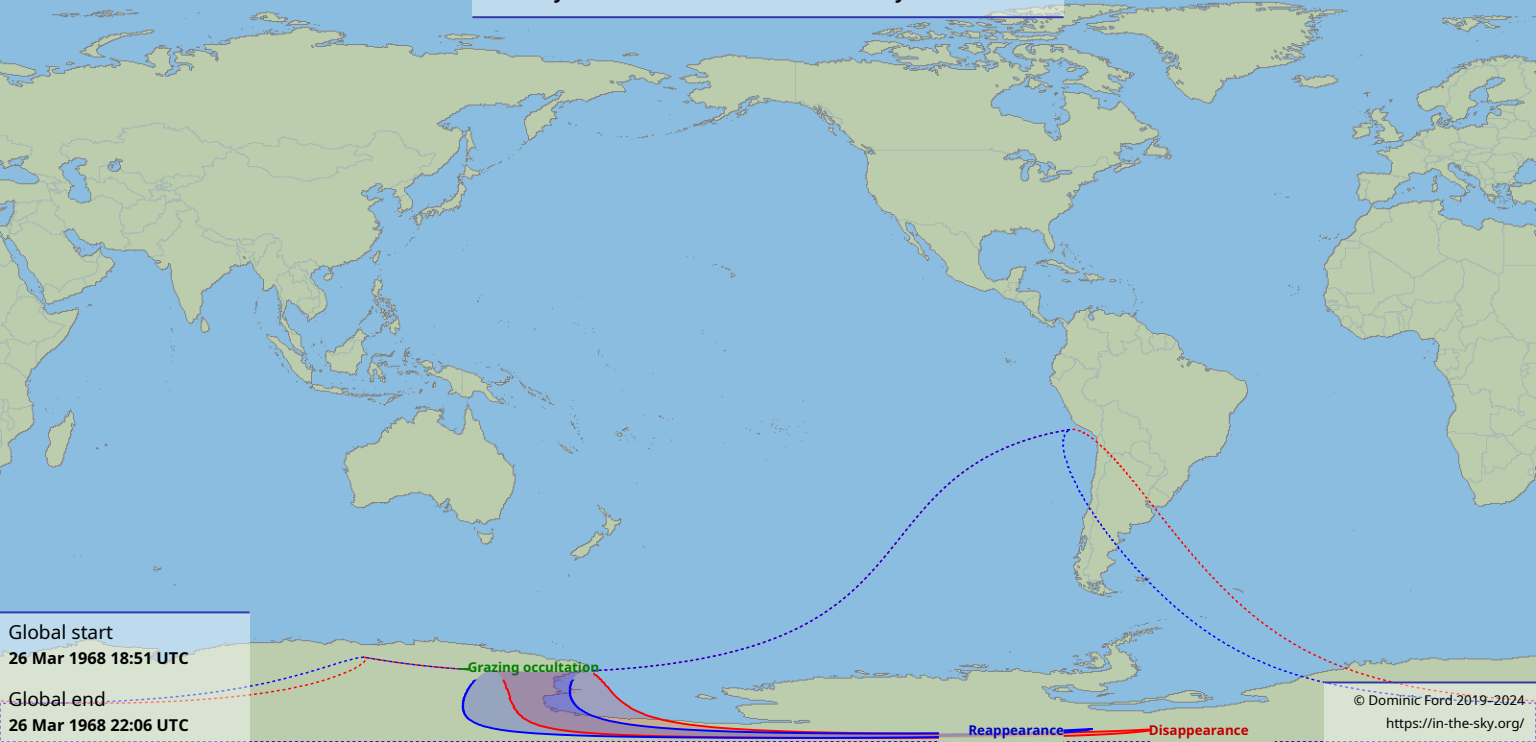 Grazing occultation
Global start
26 Mar 1968 18:51 UTC
Global end
26 Mar 1968 22:06 UTC
Reappearance
Disappearance
© Dominic Ford 2019–2024
https://in-the-sky.org/